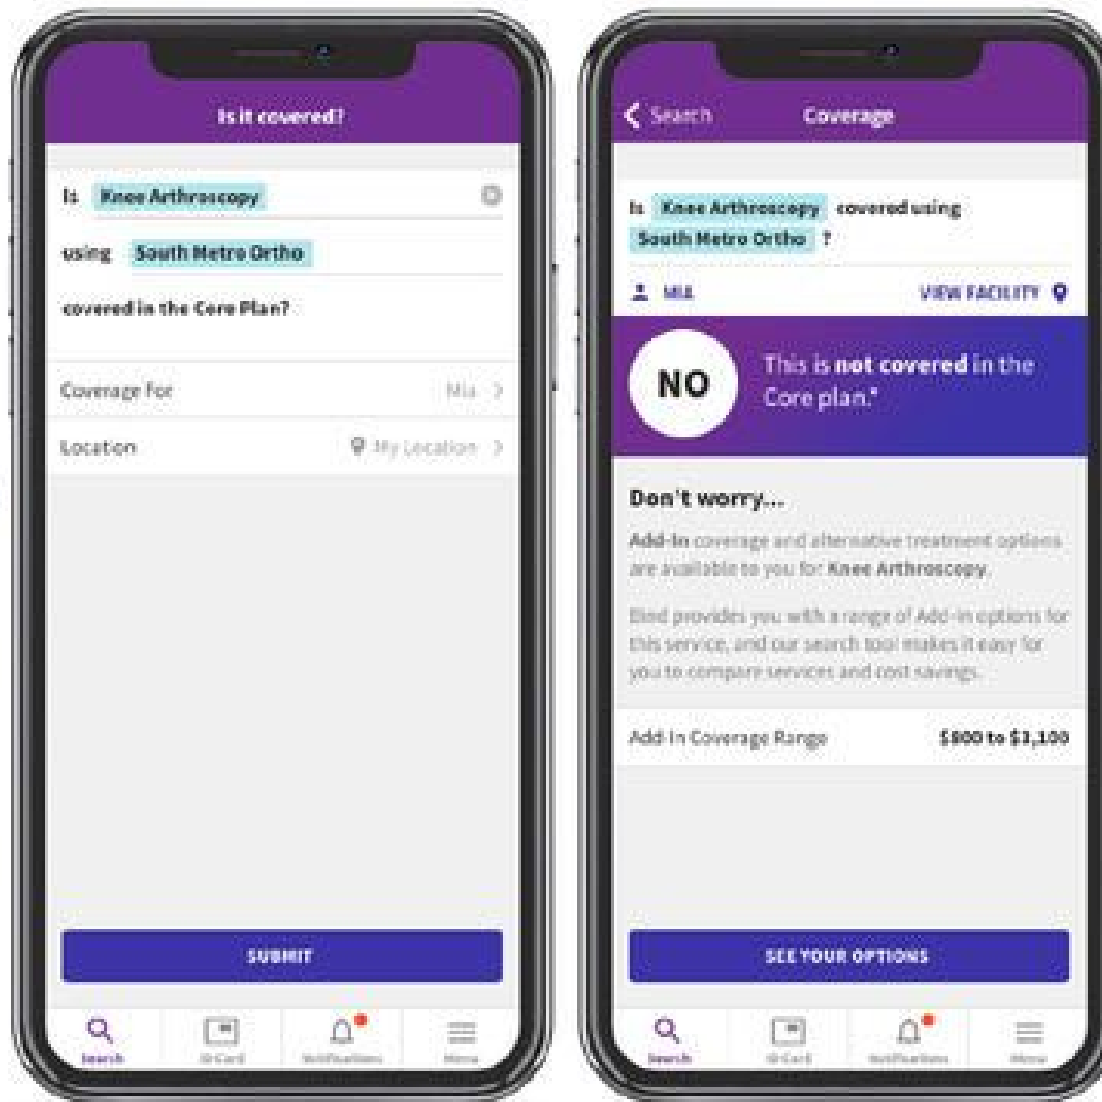 Is it covered?
Is Knee Arthroscopy
using South Metro Ortho
covered in the Core Plan?
Coverage For Mia
Location My Location
SUBMIT
Search ID Card Notifications Menu
Search Coverage
Is Knee Arthroscopy covered using
South Metro Ortho ?
MIA VIEW FACILITY
NO
This is not covered in the
Core plan.*
Don't worry...
Add-In coverage and alternative treatment options
are available to you for Knee Arthroscopy.
Bind provides you with a range of Add-in options for
this service, and our search tool makes it easy for
you to compare services and cost savings.
Add-In Coverage Range $800 to
SEE YOUR OPTIONS
Search ID Card Notifications Menu